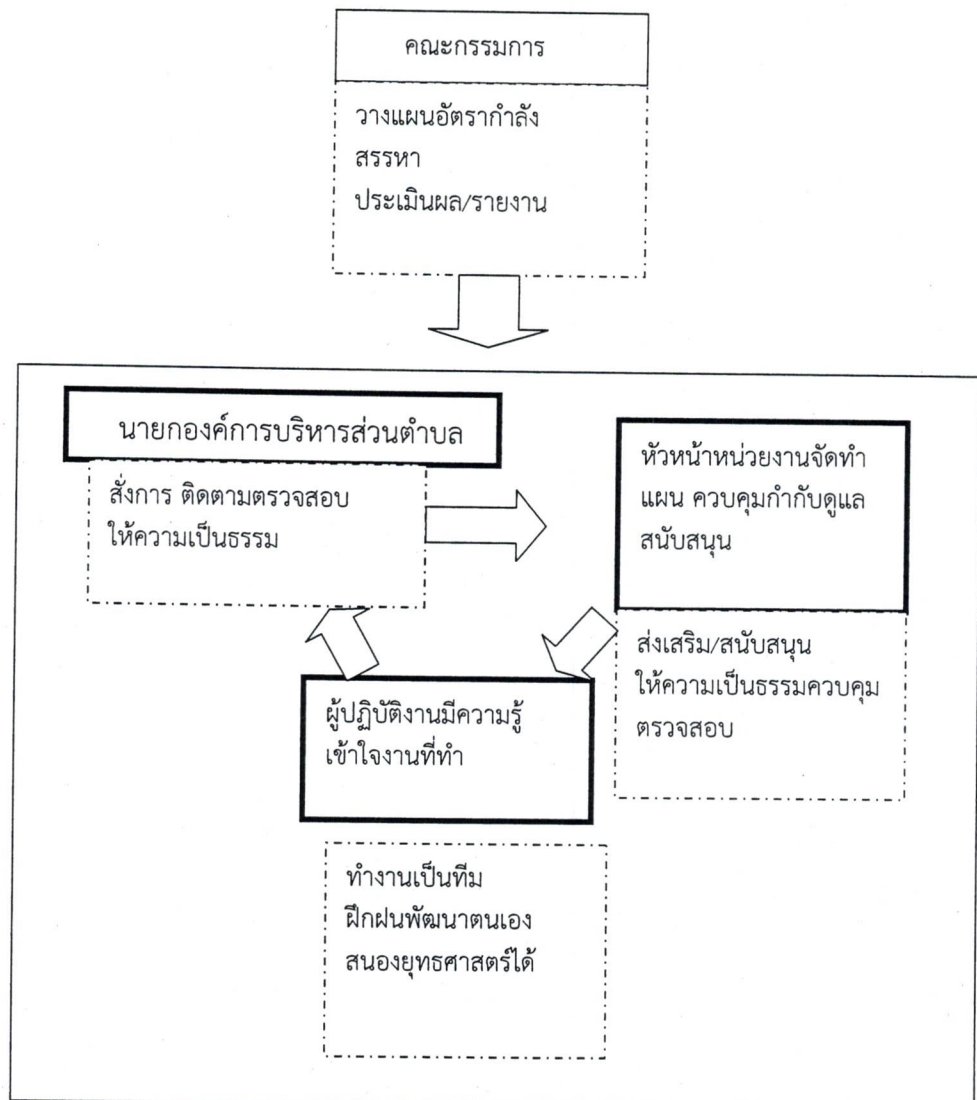 คณะกรรมการ
วางแผนอัตรากำลัง
สรรหา
ประเมินผล/รายงาน
นายกองค์การบริหารส่วนตำบล
สั่งการ ติดตามตรวจสอบ
ให้ความเป็นธรรม
หัวหน้าหน่วยงานจัดทำ
แผน ควบคุมกำกับดูแล
สนับสนุน
ส่งเสริม/สนับสนุน
ให้ความเป็นธรรมควบคุม
ตรวจสอบ
ผู้ปฏิบัติงานมีความรู้
เข้าใจงานที่ทำ
ทำงานเป็นทีม
ฝึกฝนพัฒนาตนเอง
สนองยุทธศาสตร์ได้